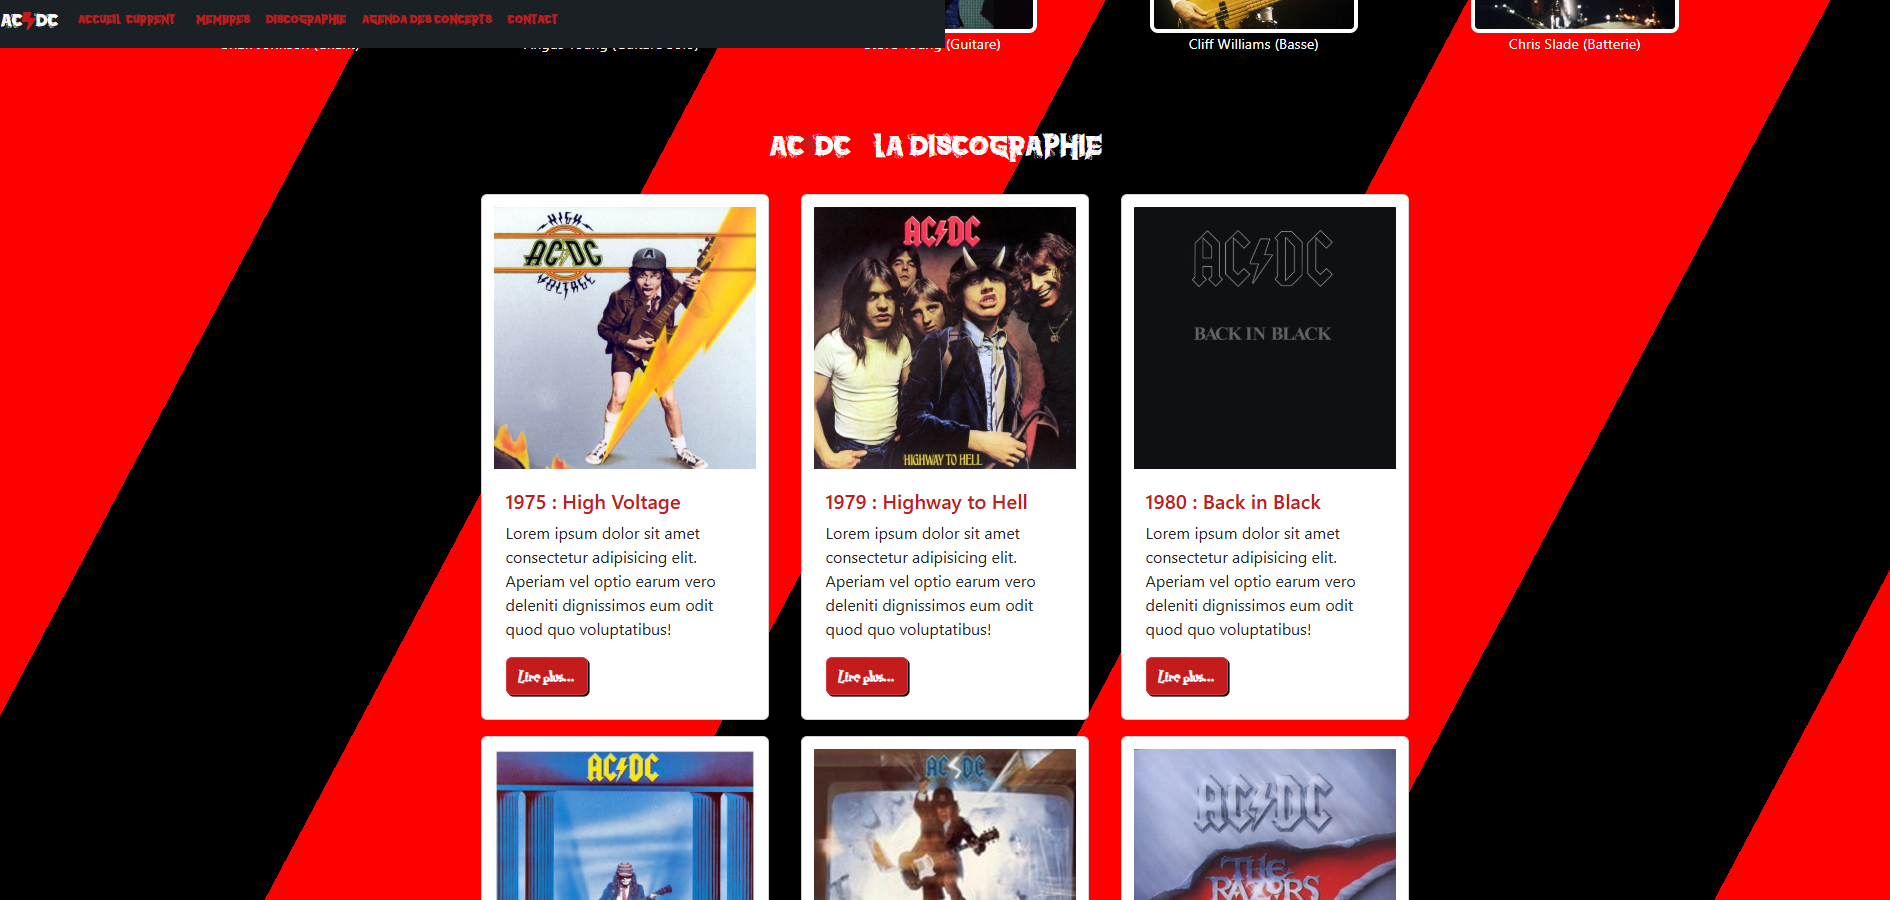 AC⚡DC ACCUEIL CURRENT MEMBRES DISCOGRAPHIE AGENDA DES CONCERTS CONTACT
(Guitare) Cliff Williams (Basse) Chris Slade (Batterie)
AC DC LA DISCOGRAPHIE
HIGH AC⚡DC VOLTAGE
AC⚡DC
HIGHWAY TO HELL
AC⚡DC
BACK IN BLACK
1975 : High Voltage
Lorem ipsum dolor sit amet
consectetur adipisicing elit.
Aperiam vel optio earum vero
deleniti dignissimos eum odit
quod quo voluptatibus!
Lire plus...
1979 : Highway to Hell
Lorem ipsum dolor sit amet
consectetur adipisicing elit.
Aperiam vel optio earum vero
deleniti dignissimos eum odit
quod quo voluptatibus!
Lire plus...
1980 : Back in Black
Lorem ipsum dolor sit amet
consectetur adipisicing elit.
Aperiam vel optio earum vero
deleniti dignissimos eum odit
quod quo voluptatibus!
Lire plus...
AC⚡DC
AC⚡DC
AC⚡DC
THE
RAZORS